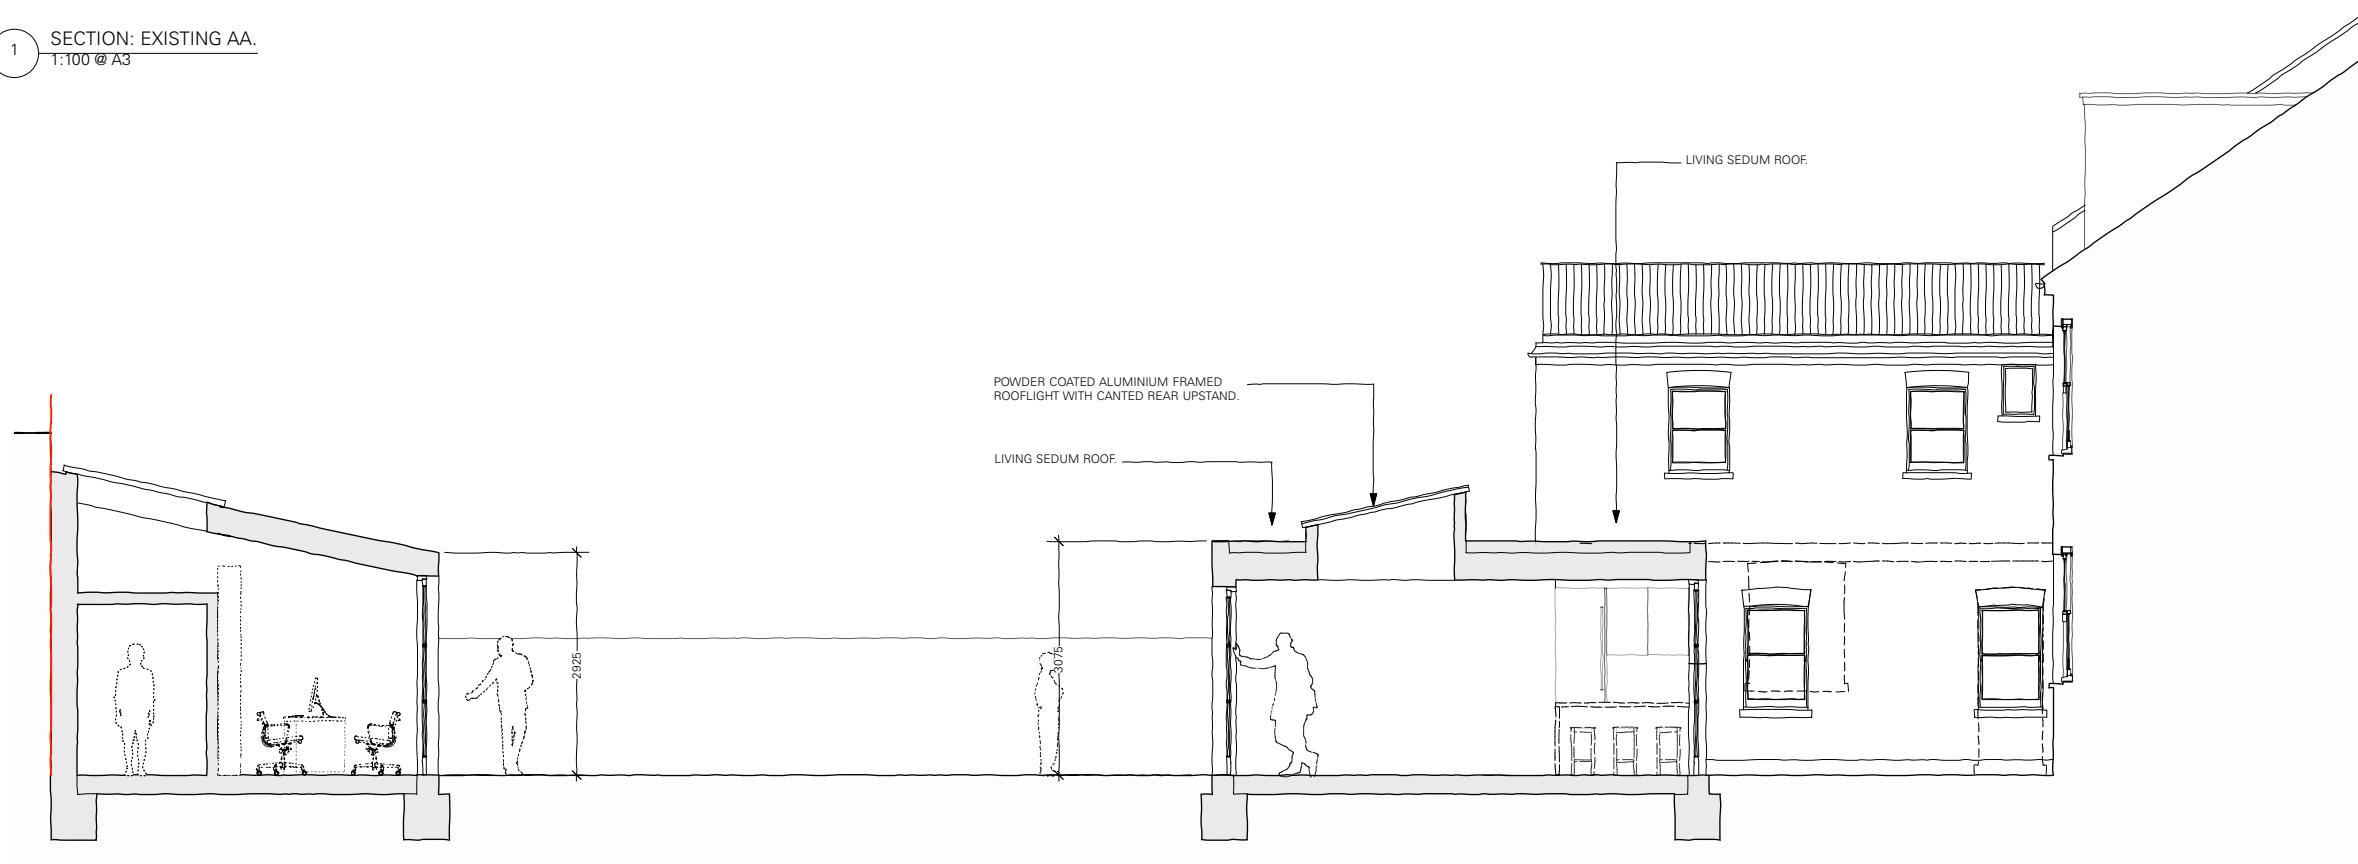 1
SECTION: EXISTING AA.
1:100 @ A3
LIVING SEDUM ROOF.
POWDER COATED ALUMINIUM FRAMED
ROOFLIGHT WITH CANTED REAR UPSTAND.
LIVING SEDUM ROOF.
2925
3075